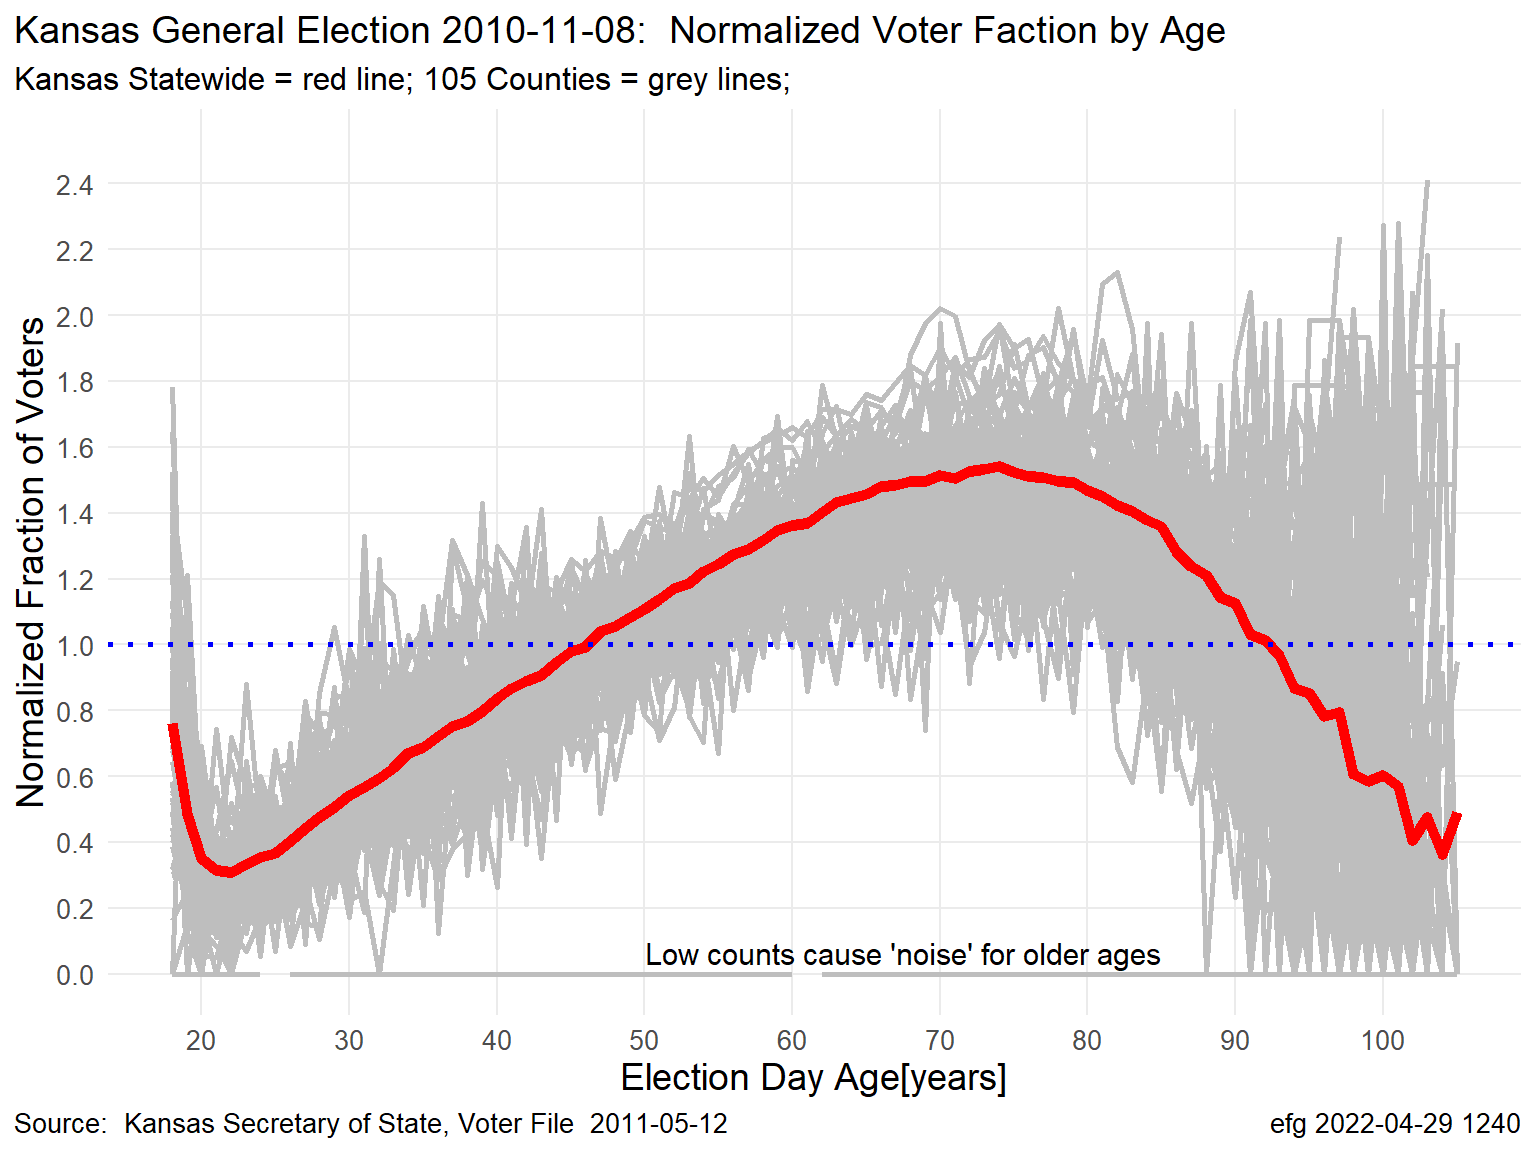 Kansas General Election 2010-11-08:  Normalized Voter Faction by Age
Kansas Statewide = red line; 105 Counties = grey lines;
Normalized Fraction of Voters
2.4
2.2
2.0
1.8
1.6
1.4
1.2
1.0
0.8
0.6
0.4
0.2
0.0
Low counts cause 'noise' for older ages
20 30 40 50 60 70 80 90 100
Election Day Age[years]
Source:  Kansas Secretary of State, Voter File  2011-05-12
efg 2022-04-29 1240